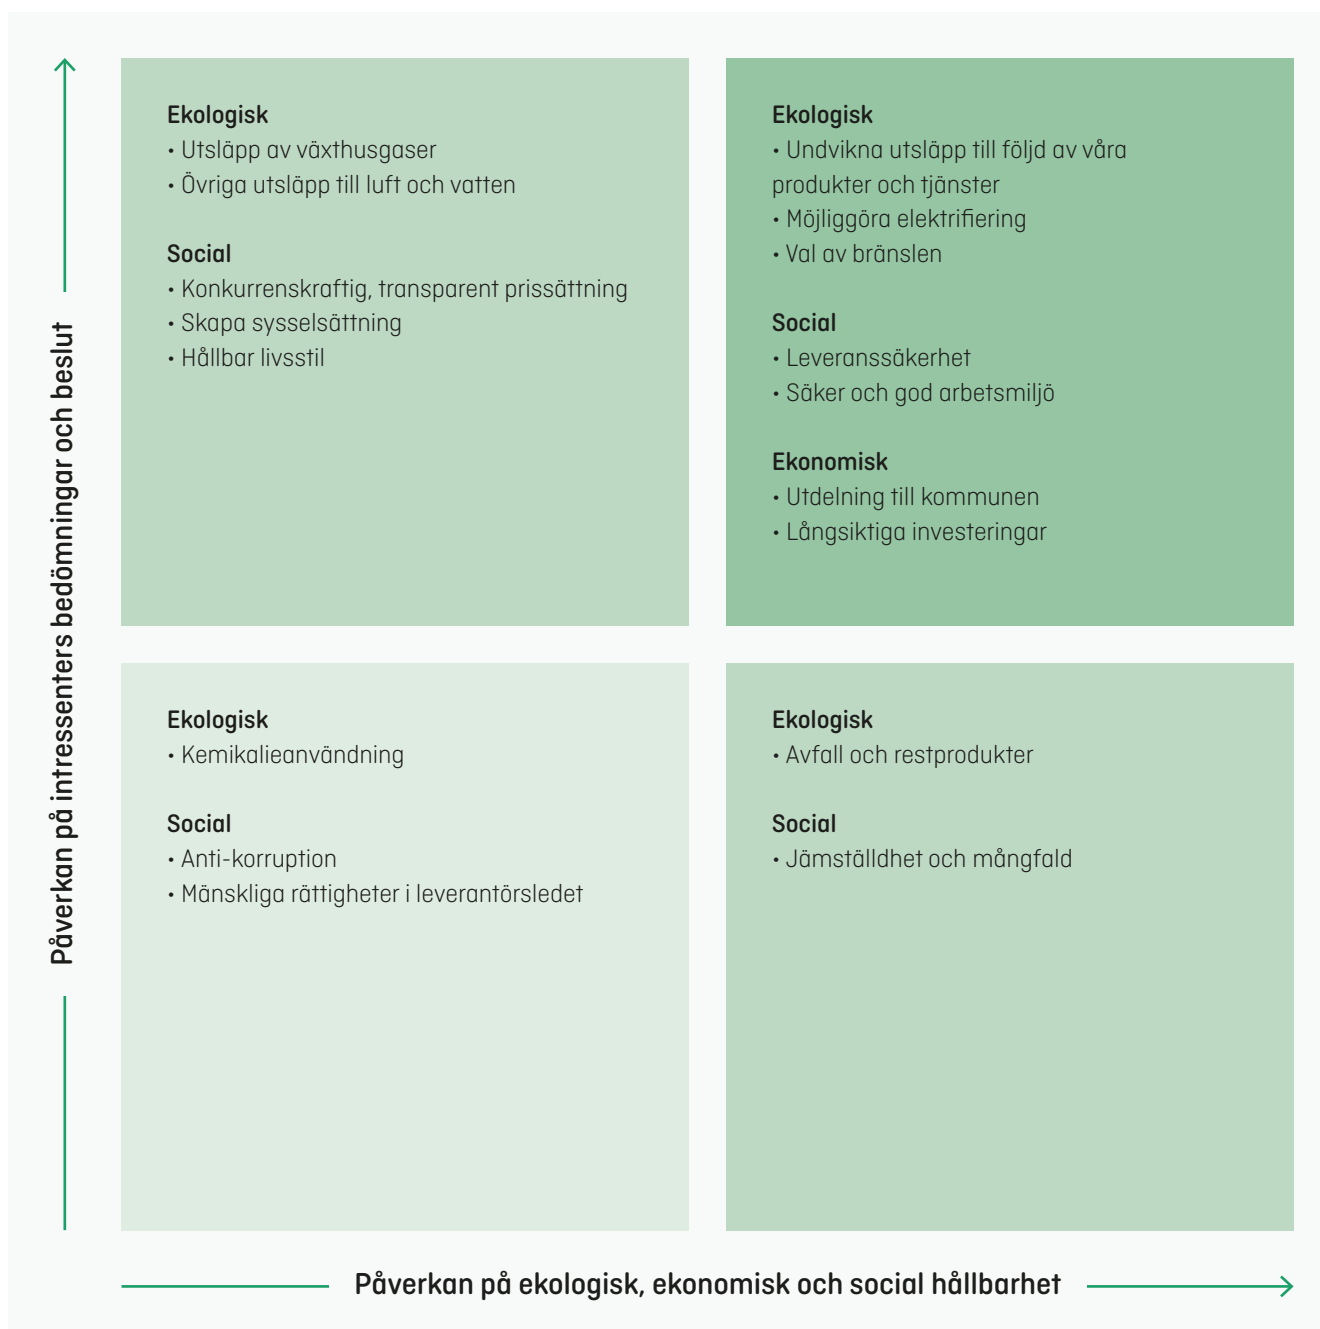 Påverkan på intressenters bedömningar och beslut
Ekologisk
• Utsläpp av växthusgaser
• Övriga utsläpp till luft och vatten
Social
• Konkurrenskraftig, transparent prissättning
• Skapa sysselsättning
• Hållbar livsstil
Ekologisk
• Undvikna utsläpp till följd av våra
produkter och tjänster
• Möjliggöra elektrifiering
• Val av bränslen
Social
• Leveranssäkerhet
• Säker och god arbetsmiljö
Ekonomisk
• Utdelning till kommunen
• Långsiktiga investeringar
Ekologisk
• Kemikalieanvändning
Social
• Anti-korruption
• Mänskliga rättigheter i leverantörsledet
Ekologisk
• Avfall och restprodukter
Social
• Jämställdhet och mångfald
Påverkan på ekologisk, ekonomisk och social hållbarhet